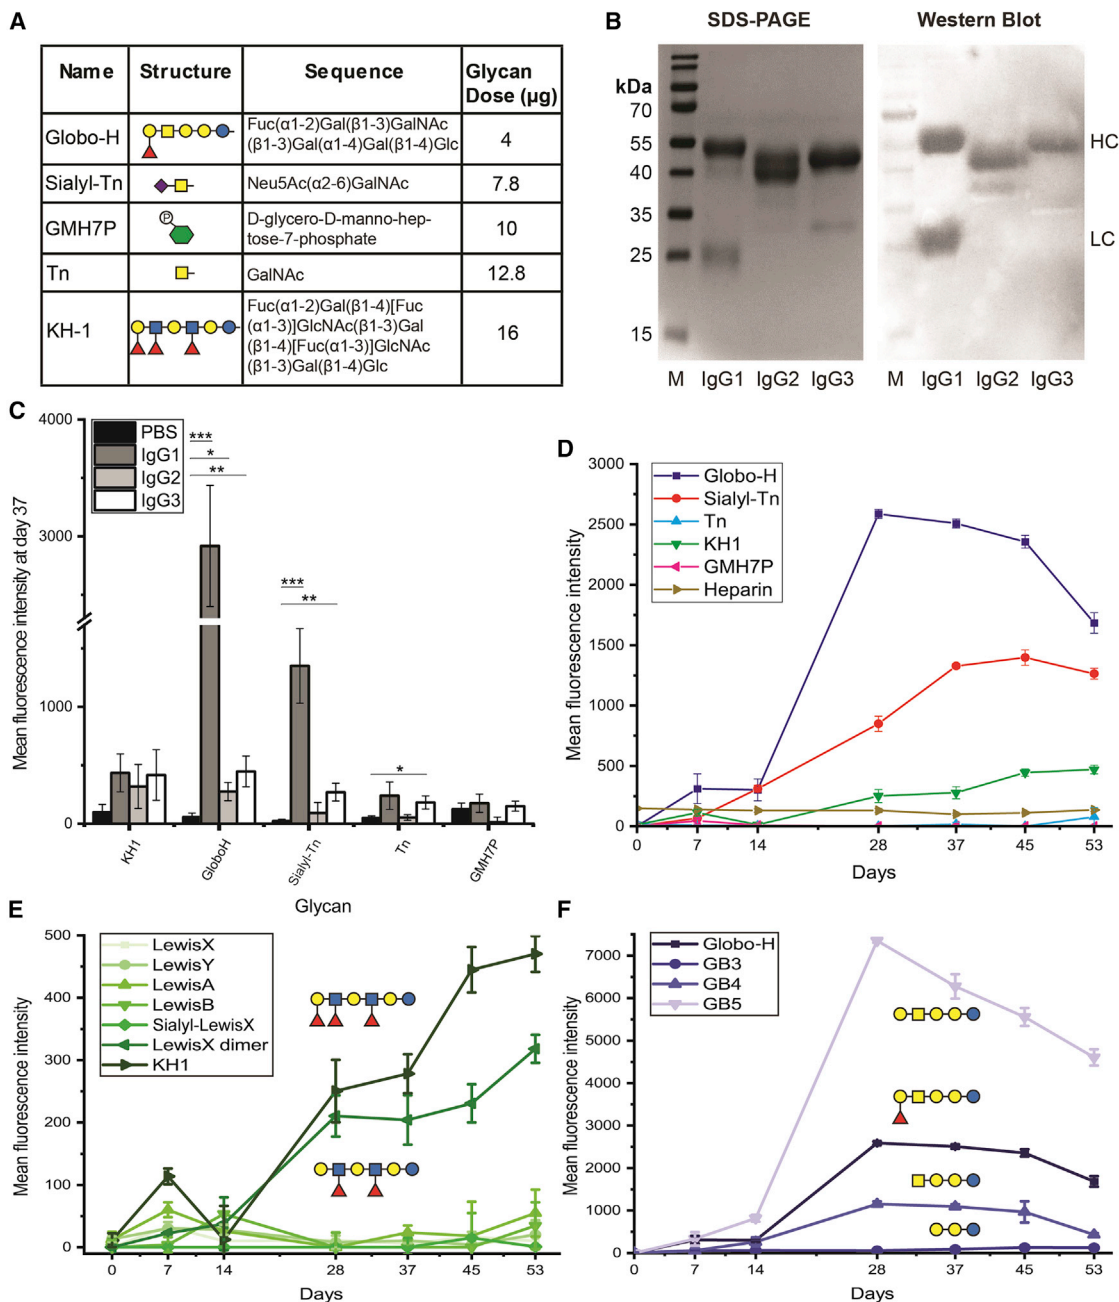 A
Name Structure Sequence Glycan
Dose (µg)
Globo-H
Fuc(α1-2)Gal(β1-3)GalNAc
(β1-3)Gal(α1-4)Gal(β1-4)Glc
4
Sialyl-Tn
Neu5Ac(α2-6)GalNAc
7.8
GMH7P
P
D-glycero-D-manno-hep-
tose-7-phosphate
10
Tn
GalNAc
12.8
KH-1
Fuc(α1-2)Gal(β1-4)[Fuc
(α1-3)]GlcNAc(β1-3)Gal
(β1-4)[Fuc(α1-3)]GlcNAc
(β1-3)Gal(β1-4)Glc
16
B
SDS-PAGE Western Blot
kDa
70
55
40
35
25
15
HC
LC
M IgG1 IgG2 IgG3 M IgG1 IgG2 IgG3
C
Mean fluorescence intensity at day 37
4000
3000
1000
0
PBS
IgG1
IgG2
IgG3
***
*
**
***
**
*
KH1 GloboH Sialyl-Tn Tn GMH7P
Glycan
D
Mean fluorescence intensity
3000
2500
2000
1500
1000
500
0
Globo-H
Sialyl-Tn
Tn
KH1
GMH7P
Heparin
0 7 14 28 37 45 53
Days
E
Mean fluorescence intensity
500
400
300
200
100
0
LewisX
LewisY
LewisA
LewisB
Sialyl-LewisX
LewisX dimer
KH1
0 7 14 28 37 45 53
Days
F
Mean fluorescence intensity
7000
6000
5000
4000
3000
2000
1000
0
Globo-H
GB3
GB4
GB5
0 7 14 28 37 45 53
Days